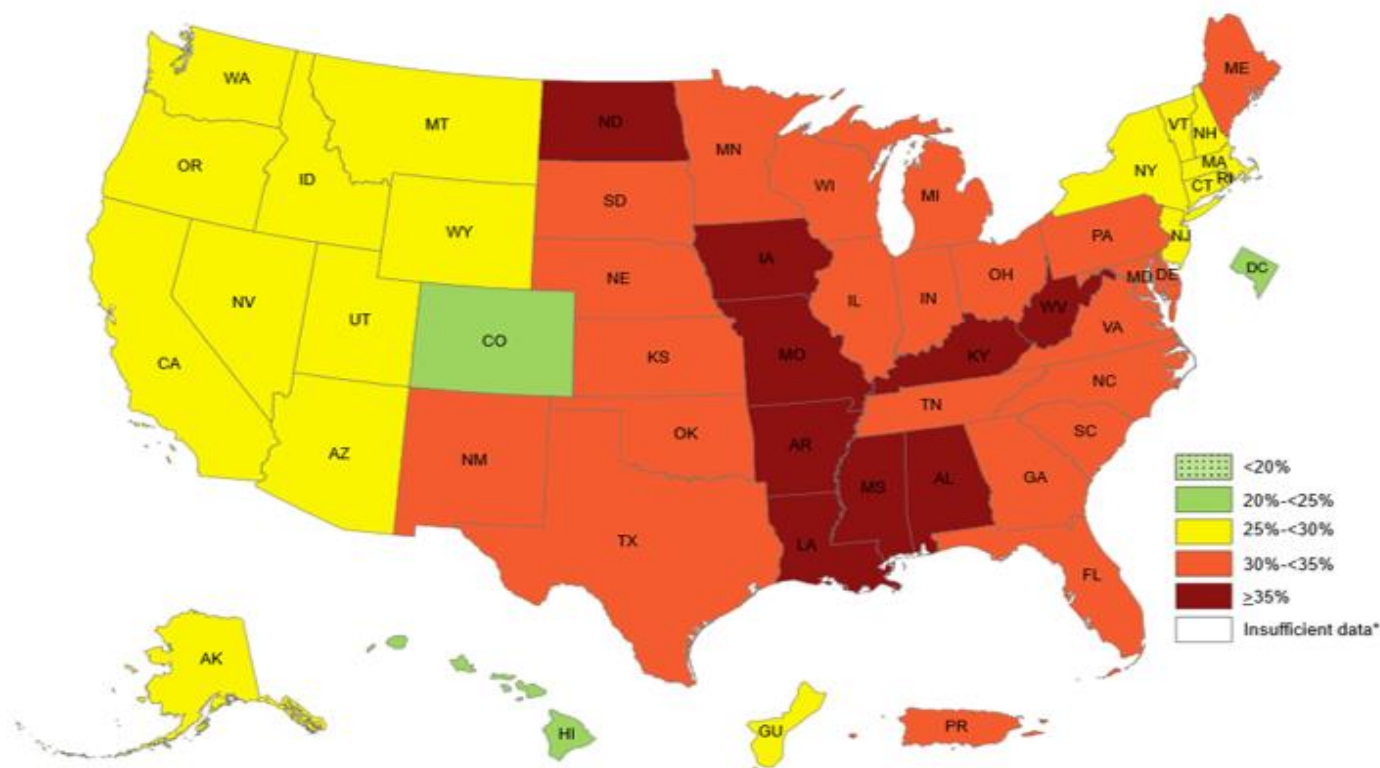 WA
MT
ND
MN
ME
OR
ID
WY
SD
WI
MI
NY
VT
NH
MA
RI
CT
NV
UT
CO
NE
IA
IL
IN
OH
PA
NJ
MD
DE
DC
CA
KS
MO
KY
WV
VA
AZ
NM
OK
AR
TN
NC
SC
TX
LA
MS
AL
GA
FL
AK
HI
GU
PR
<20%
20%-<25%
25%-<30%
30%-<35%
≥35%
Insufficient data*